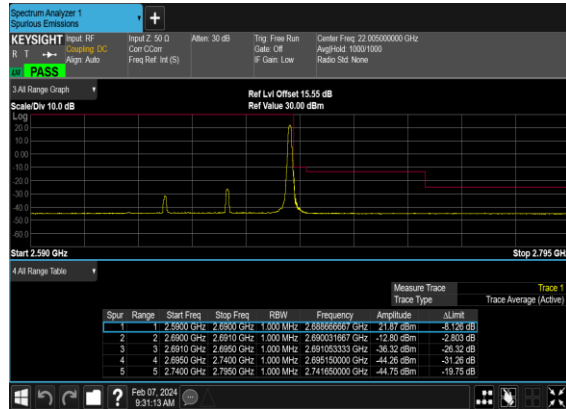 Spectrum Analyzer 1
Spurious Emissions
+
KEYSIGHT Input: RF Input Z: 50 Ω Atten: 30 dB Trig: Free Run Center Freq: 22.005000000 GHz
R T Coupling: DC Corr CCorr Gate: Off Avg|Hold: 1000/1000
Align: Auto Freq Ref: Int (S) IF Gain: Low Radio Std: None
PASS
3 All Range Graph
Ref Lvl Offset 15.55 dB
Scale/Div 10.0 dB Ref Value 30.00 dBm
Log
20.0
10.0
0.00
-10.0
-20.0
-30.0
-40.0
-50.0
-60.0
Start 2.590 GHz Stop 2.795 GHz
4 All Range Table
Measure Trace Trace 1
Trace Type Trace Average (Active)
Spur Range Start Freq Stop Freq RBW Frequency Amplitude ΔLimit
1 1 2.5900 GHz 2.6900 GHz 1.000 MHz 2.688666667 GHz 21.87 dBm -8.126 dB
2 2 2.6900 GHz 2.6910 GHz 1.000 MHz 2.690031667 GHz -12.80 dBm -2.803 dB
3 3 2.6910 GHz 2.6950 GHz 1.000 MHz 2.691053333 GHz -36.32 dBm -26.32 dB
4 4 2.6950 GHz 2.7400 GHz 1.000 MHz 2.695150000 GHz -44.26 dBm -31.26 dB
5 5 2.7400 GHz 2.7950 GHz 1.000 MHz 2.741650000 GHz -44.75 dBm -19.75 dB
? Feb 07, 2024
9:31:13 AM